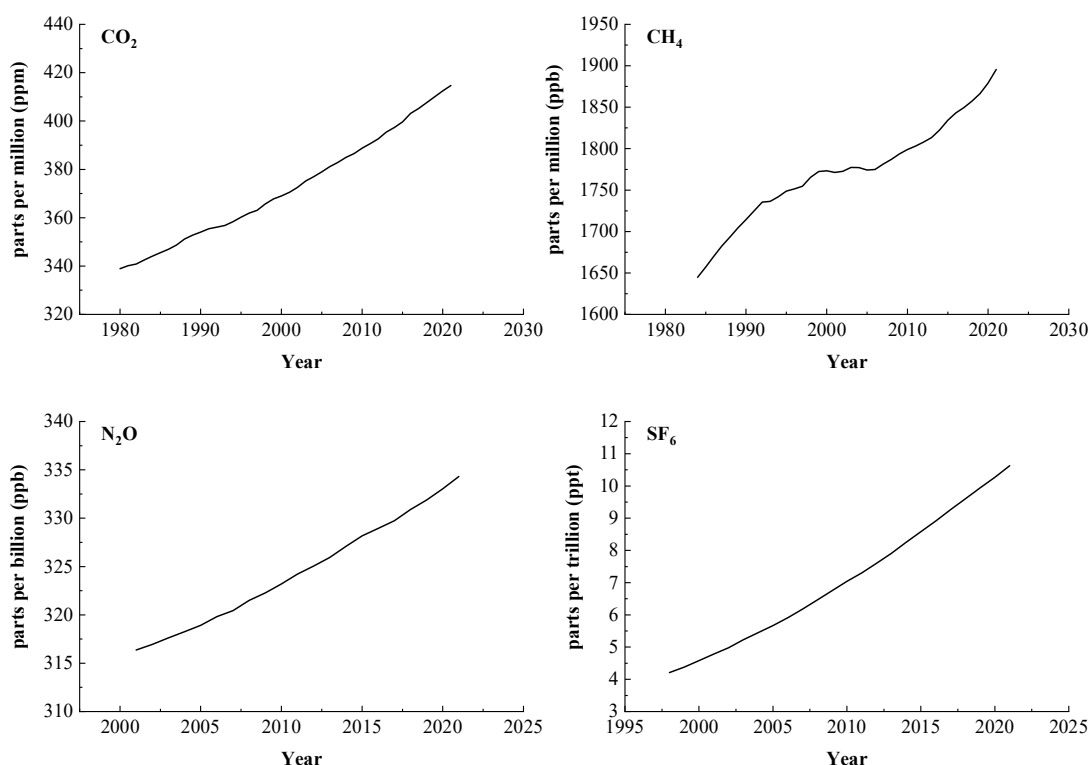 CO₂
parts per million (ppm)
440
420
400
380
360
340
320
1980 1990 2000 2010 2020 2030
Year
CH₄
parts per million (ppb)
1950
1900
1850
1800
1750
1700
1650
1600
1980 1990 2000 2010 2020 2030
Year
N₂O
parts per billion (ppb)
340
335
330
325
320
315
310
2000 2005 2010 2015 2020 2025
Year
SF₆
parts per trillion (ppt)
12
11
10
9
8
7
6
5
4
3
1995 2000 2005 2010 2015 2020 2025
Year